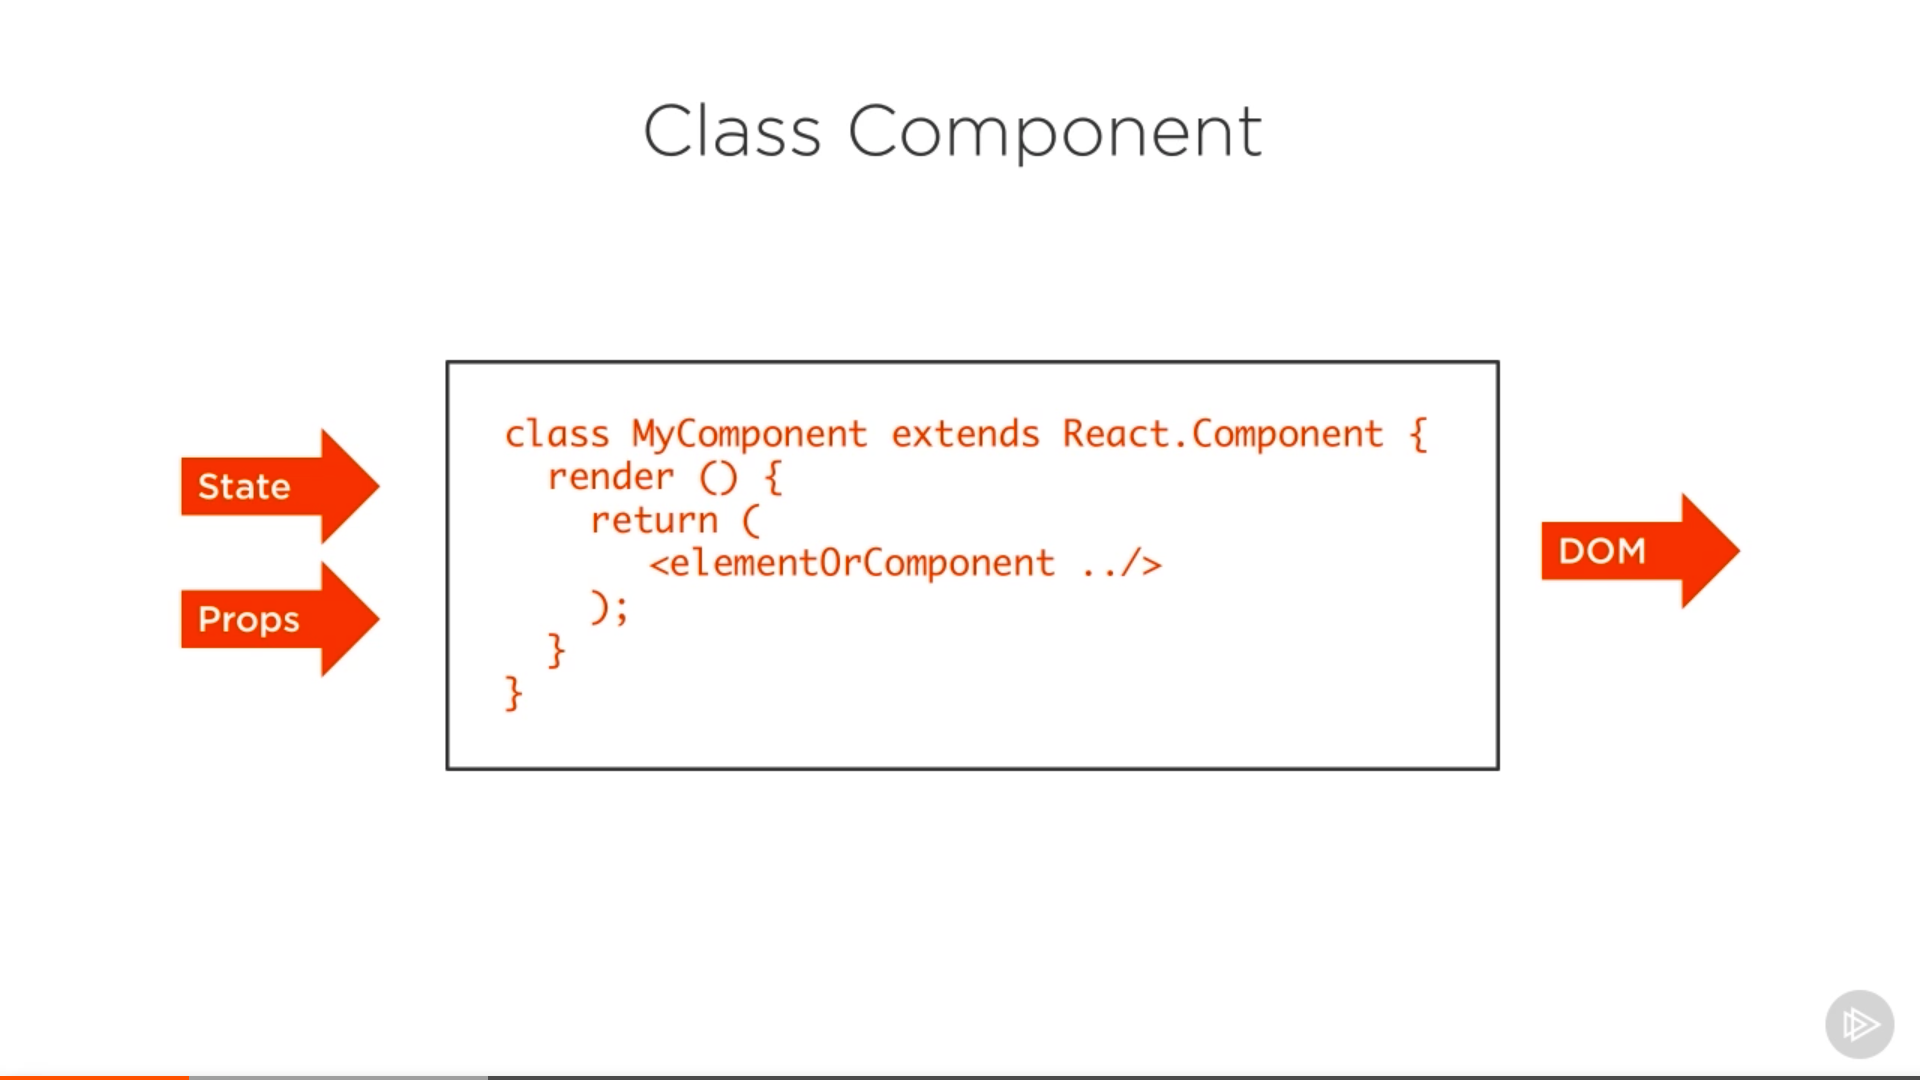 Class Component
State
Props
class MyComponent extends React.Component {
  render () {
    return (
      <elementOrComponent ../>
    );
  }
}
DOM